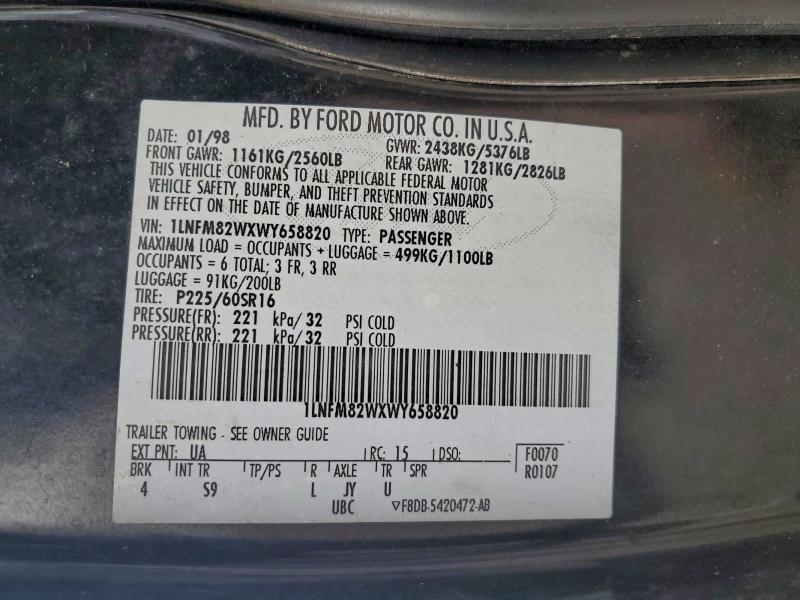 MFD. BY FORD MOTOR CO. IN U.S.A.
DATE: 01/98 GVWR: 2438KG/5376LB
FRONT GAWR: 1161KG/2560LB REAR GAWR: 1281KG/2826LB
THIS VEHICLE CONFORMS TO ALL APPLICABLE FEDERAL MOTOR
VEHICLE SAFETY, BUMPER, AND THEFT PREVENTION STANDARDS
IN EFFECT ON THE DATE OF MANUFACTURE SHOWN ABOVE.
VIN: 1LNFM82WXWY658820 TYPE: PASSENGER
MAXIMUM LOAD = OCCUPANTS + LUGGAGE = 499KG/1100LB
OCCUPANTS = 6 TOTAL; 3 FR, 3 RR
LUGGAGE = 91KG/200LB
TIRE: P225/60SR16
PRESSURE(FR): 221 kPa/ 32 PSI COLD
PRESSURE(RR): 221 kPa/ 32 PSI COLD
1LNFM82WXWY658820
TRAILER TOWING - SEE OWNER GUIDE
EXT PNT: UA RC: 15 DSO: F0070
BRK INT TR TP/PS R AXLE TR SPR R0107
4 S9 L JY U
UBC F8DB-5420472-AB